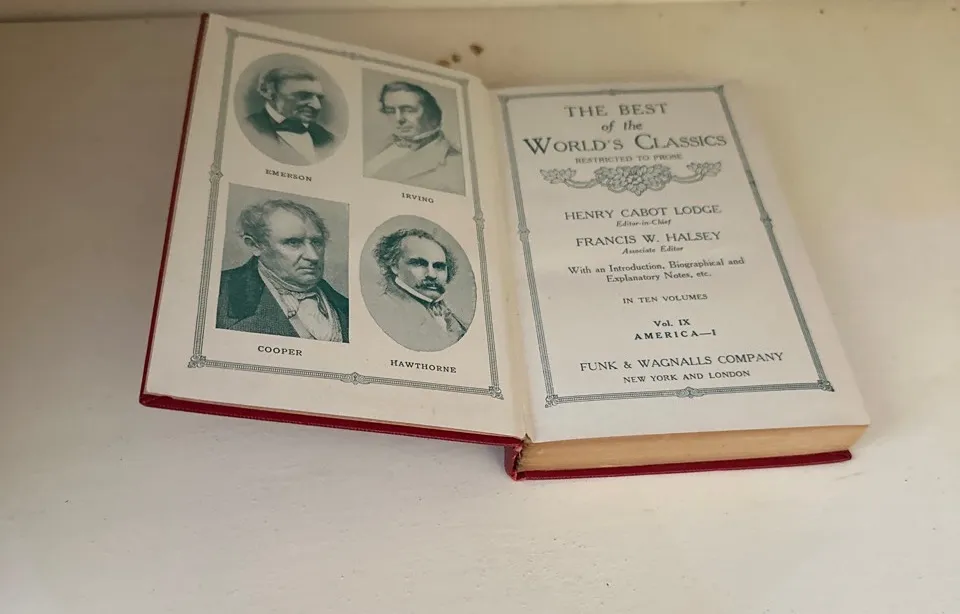 EMERSON
IRVING
COOPER
HAWTHORNE
THE BEST
of the
WORLD'S CLASSICS
RESTRICTED TO PROSE
HENRY CABOT LODGE
Editor-in-Chief
FRANCIS W. HALSEY
Associate Editor
With an Introduction, Biographical and
Explanatory Notes, etc.
IN TEN VOLUMES
Vol. IX
AMERICA—I
FUNK & WAGNALLS COMPANY
NEW YORK AND LONDON